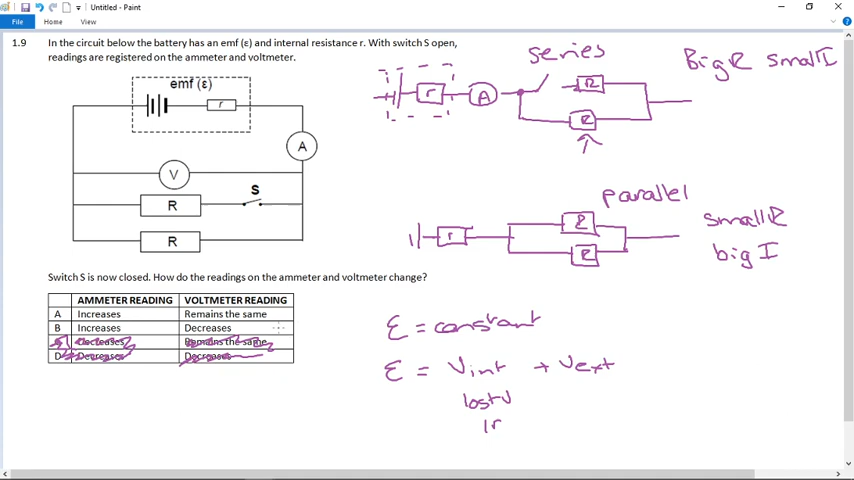 Untitled - Paint
File Home View
1.9 In the circuit below the battery has an emf (ε) and internal resistance r. With switch S open,
readings are registered on the ammeter and voltmeter.
emf (ε)
r
A
V
S
R
R
Switch S is now closed. How do the readings on the ammeter and voltmeter change?
AMMETER READING VOLTMETER READING
A Increases Remains the same
B Increases Decreases
Decreases Remains the same
D Decreases Decreases
series
Big R small I
r A R
R
parallel
small R
big I
r R
R
ε = constant
ε = Vint + Vext
lost V
Ir